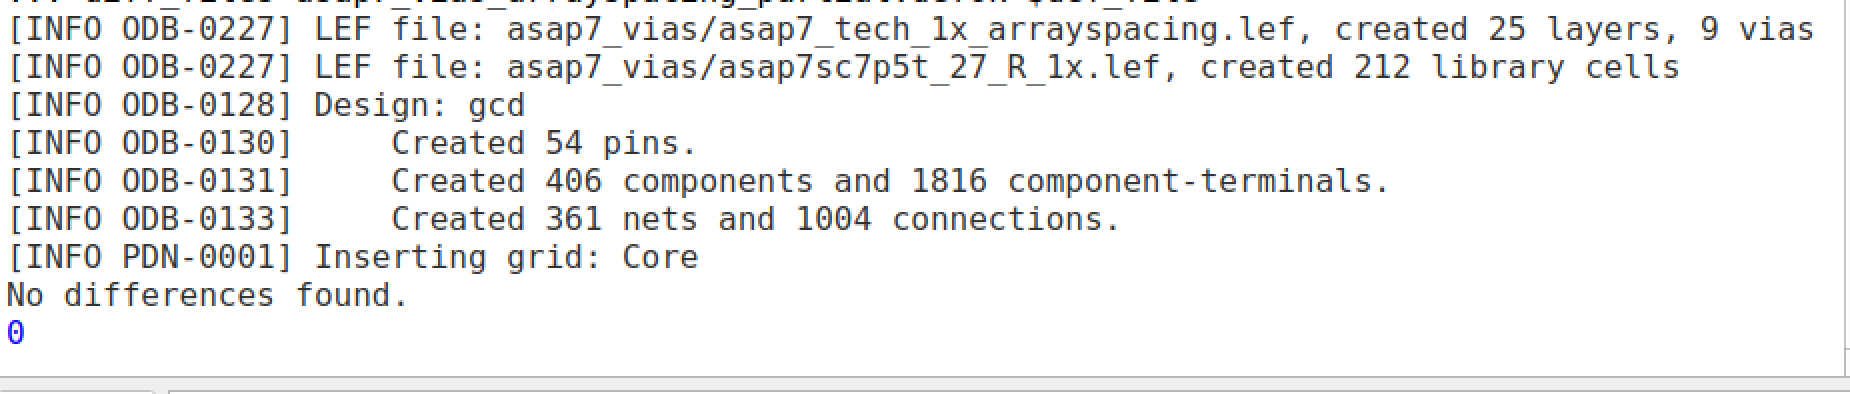 [INFO ODB-0227] LEF file: asap7_vias/asap7_tech_1x_arrayspacing.lef, created 25 layers, 9 vias
[INFO ODB-0227] LEF file: asap7_vias/asap7sc7p5t_27_R_1x.lef, created 212 library cells
[INFO ODB-0128] Design: gcd
[INFO ODB-0130]     Created 54 pins.
[INFO ODB-0131]     Created 406 components and 1816 component-terminals.
[INFO ODB-0133]     Created 361 nets and 1004 connections.
[INFO PDN-0001] Inserting grid: Core
No differences found.
0